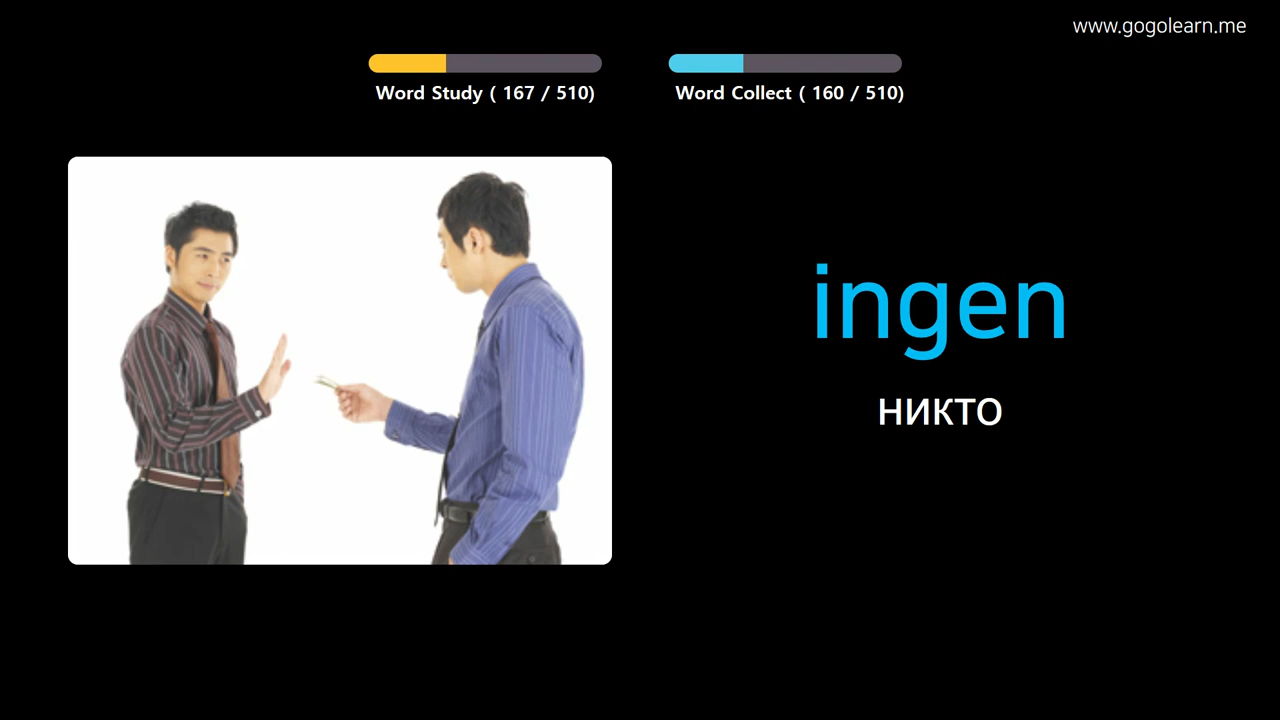 www.gogolearn.me
Word Study ( 167 / 510)
Word Collect ( 160 / 510)
ingen
никто